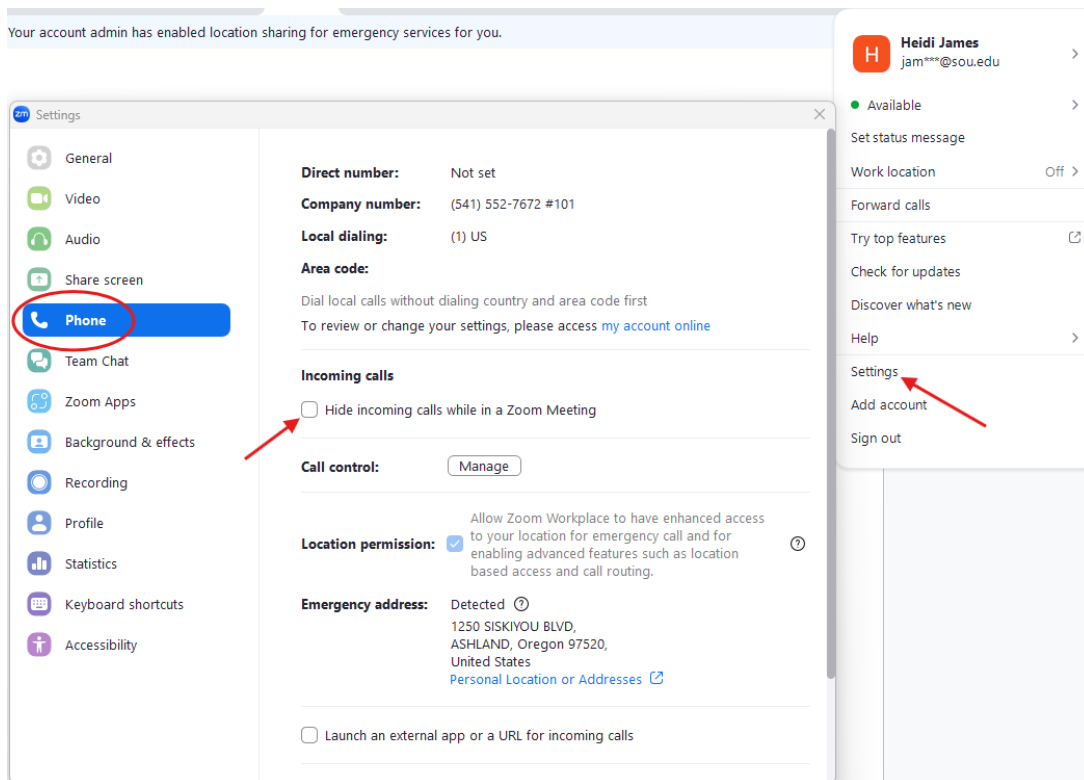 Your account admin has enabled location sharing for emergency services for you.
zm Settings
General
Video
Audio
Share screen
Phone
Team Chat
Zoom Apps
Background & effects
Recording
Profile
Statistics
Keyboard shortcuts
Accessibility
Direct number: Not set
Company number: (541) 552-7672 #101
Local dialing: (1) US
Area code:
Dial local calls without dialing country and area code first
To review or change your settings, please access my account online
Incoming calls
Hide incoming calls while in a Zoom Meeting
Call control: Manage
Allow Zoom Workplace to have enhanced access
to your location for emergency call and for
Location permission:
enabling advanced features such as location
based access and call routing.
Emergency address: Detected
1250 SISKIYOU BLVD,
ASHLAND, Oregon 97520,
United States
Personal Location or Addresses
Launch an external app or a URL for incoming calls
H
Heidi James
jam***@sou.edu
Available
Set status message
Work location Off
Forward calls
Try top features
Check for updates
Discover what's new
Help
Settings
Add account
Sign out